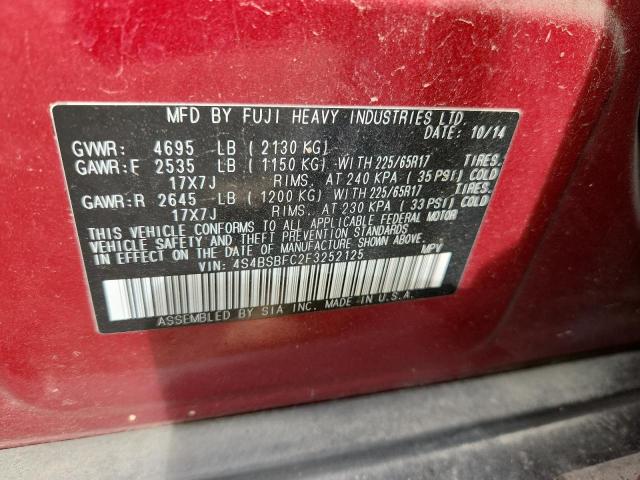 MFD BY FUJI HEAVY INDUSTRIES LTD.
DATE: 10/14
GVWR: 4695 LB (2130 KG)
GAWR:F 2535 LB (1150 KG) WITH 225/65R17 TIRES.
17X7J RIMS. AT 240 KPA (35 PSI) COLD
GAWR:R 2645 LB (1200 KG) WITH 225/65R17 TIRES.
17X7J RIMS. AT 230 KPA (33 PSI) COLD
THIS VEHICLE CONFORMS TO ALL APPLICABLE FEDERAL MOTOR
VEHICLE SAFETY AND THEFT PREVENTION STANDARDS
IN EFFECT ON THE DATE OF MANUFACTURE SHOWN ABOVE.
VIN: 4S4BSBFC2F3252125 MPV
ASSEMBLED BY SIA INC. MADE IN U.S.A.